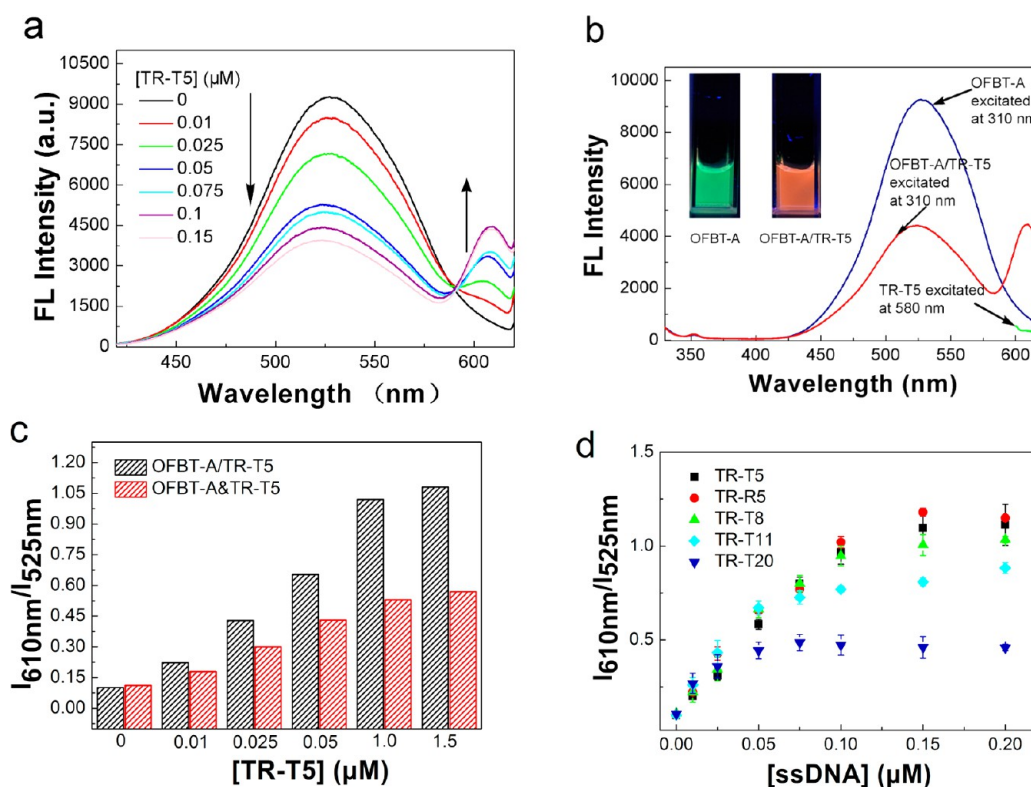 a
FL Intensity (a.u.)
10500
9000
7500
6000
4500
3000
1500
0
[TR-T5] (μM)
0
0.01
0.025
0.05
0.075
0.1
0.15
450
500
550
600
Wavelength (nm)
b
FL Intensity
10000
8000
6000
4000
2000
0
OFBT-A
excitated
at 310 nm
OFBT-A/TR-T5
excitated
at 310 nm
TR-T5 excitated
at 580 nm
OFBT-A
OFBT-A/TR-T5
350
400
450
500
550
600
Wavelength (nm)
c
I610nm/I525nm
1.20
1.05
0.90
0.75
0.60
0.45
0.30
0.15
0.00
OFBT-A/TR-T5
OFBT-A&TR-T5
0
0.01
0.025
0.05
1.0
1.5
[TR-T5] (μM)
d
I610nm/I525nm
1.5
1.0
0.5
TR-T5
TR-R5
TR-T8
TR-T11
TR-T20
0.00
0.05
0.10
0.15
0.20
[ssDNA] (μM)